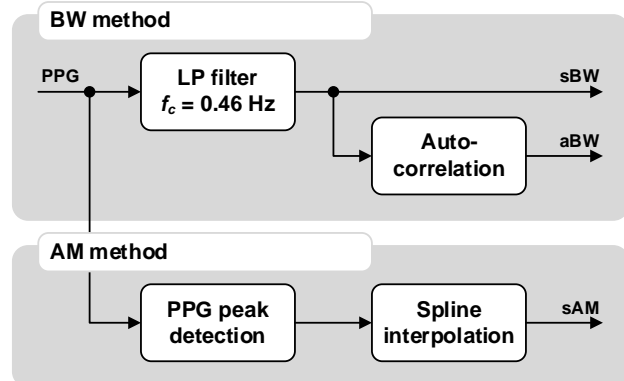 BW method
PPG
LP filter
f_c = 0.46 Hz
sBW
Auto-
correlation
aBW
AM method
PPG peak
detection
Spline
interpolation
sAM